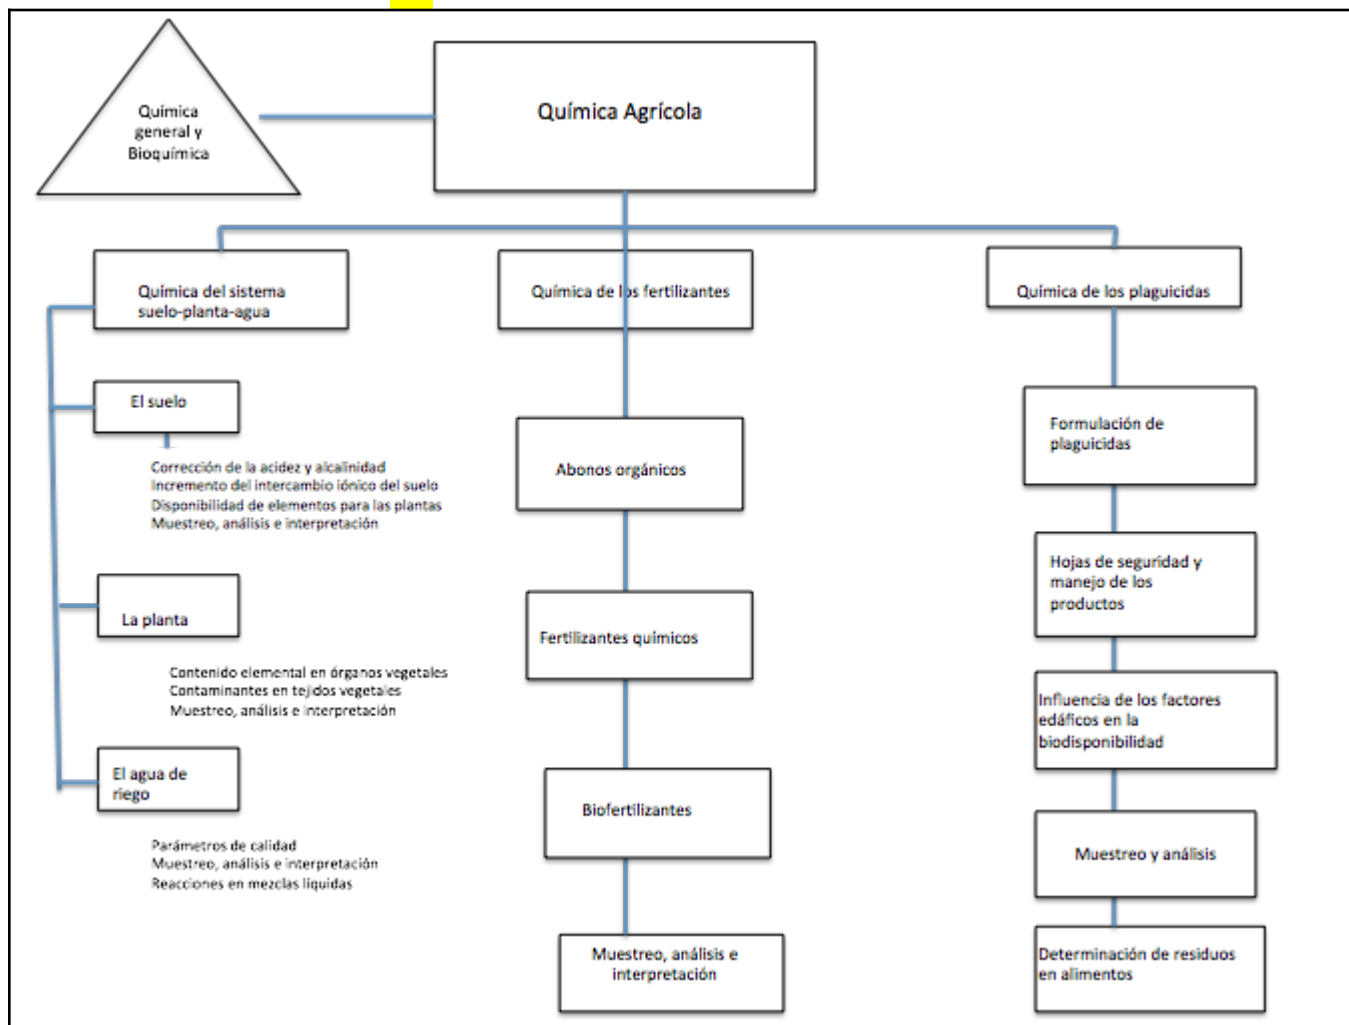 Química
general y
Bioquímica
Química Agrícola
Química del sistema
suelo-planta-agua
El suelo
Corrección de la acidez y alcalinidad
Incremento del intercambio iónico del suelo
Disponibilidad de elementos para las plantas
Muestreo, análisis e interpretación
La planta
Contenido elemental en órganos vegetales
Contaminantes en tejidos vegetales
Muestreo, análisis e interpretación
El agua de
riego
Parámetros de calidad
Muestreo, análisis e interpretación
Reacciones en mezclas líquidas
Química de los fertilizantes
Abonos orgánicos
Fertilizantes químicos
Biofertilizantes
Muestreo, análisis e
interpretación
Química de los plaguicidas
Formulación de
plaguicidas
Hojas de seguridad y
manejo de los
productos
Influencia de los factores
edáficos en la
biodisponibilidad
Muestreo y análisis
Determinación de residuos
en alimentos